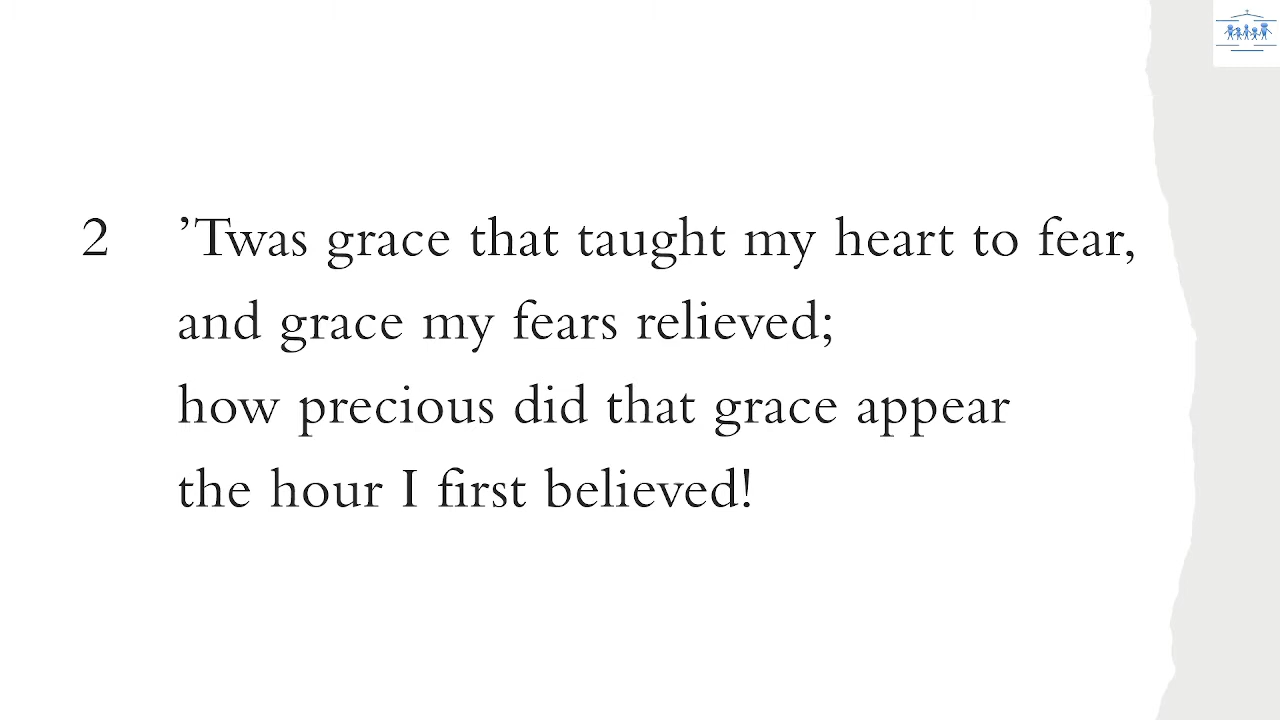 2 ’Twas grace that taught my heart to fear,
and grace my fears relieved;
how precious did that grace appear
the hour I first believed!